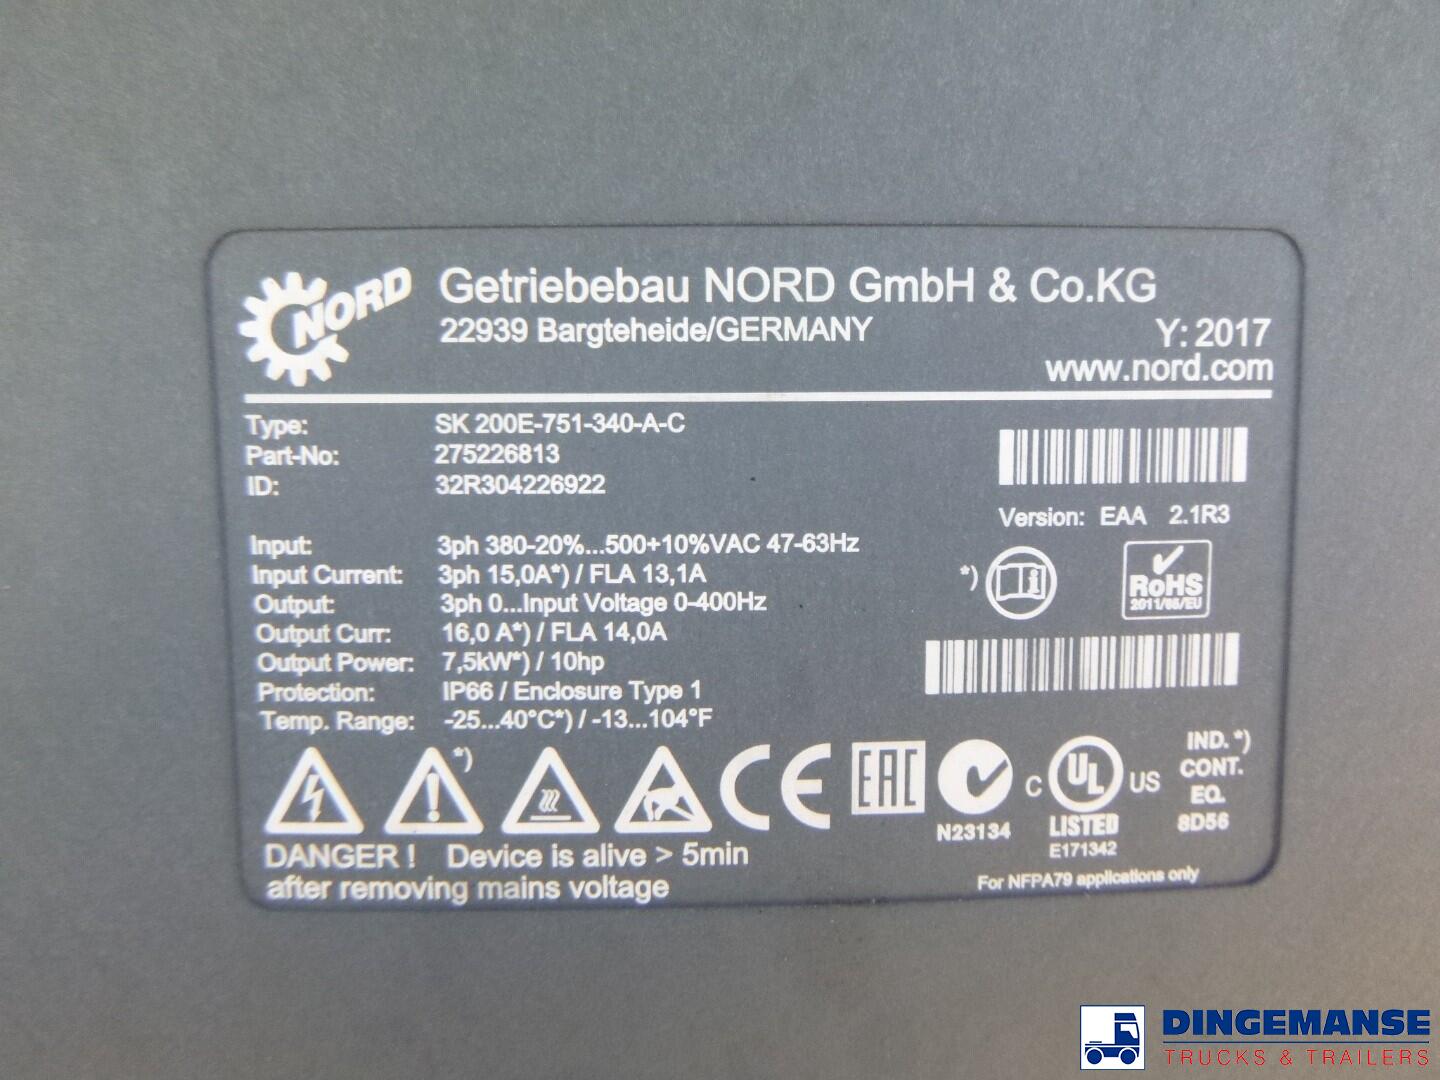 NORD
Getriebebau NORD GmbH & Co.KG
22939 Bargteheide/GERMANY
Y: 2017
www.nord.com
Type: SK 200E-751-340-A-C
Part-No: 275226813
ID: 32R304226922
Version: EAA 2.1R3
Input: 3ph 380-20%...500+10%VAC 47-63Hz
Input Current: 3ph 15,0A*) / FLA 13,1A
Output: 3ph 0...Input Voltage 0-400Hz
Output Curr: 16,0 A*) / FLA 14,0A
Output Power: 7,5kW*) / 10hp
Protection: IP66 / Enclosure Type 1
Temp. Range: -25...40°C*) / -13...104°F
*)
RoHS
2011/65/EU
*)
CE
EAC
N23134
C UL US
LISTED
E171342
IND. *)
CONT.
EQ.
8D56
DANGER ! Device is alive > 5min
after removing mains voltage
For NFPA79 applications only
DINGEMANSE
TRUCKS & TRAILERS